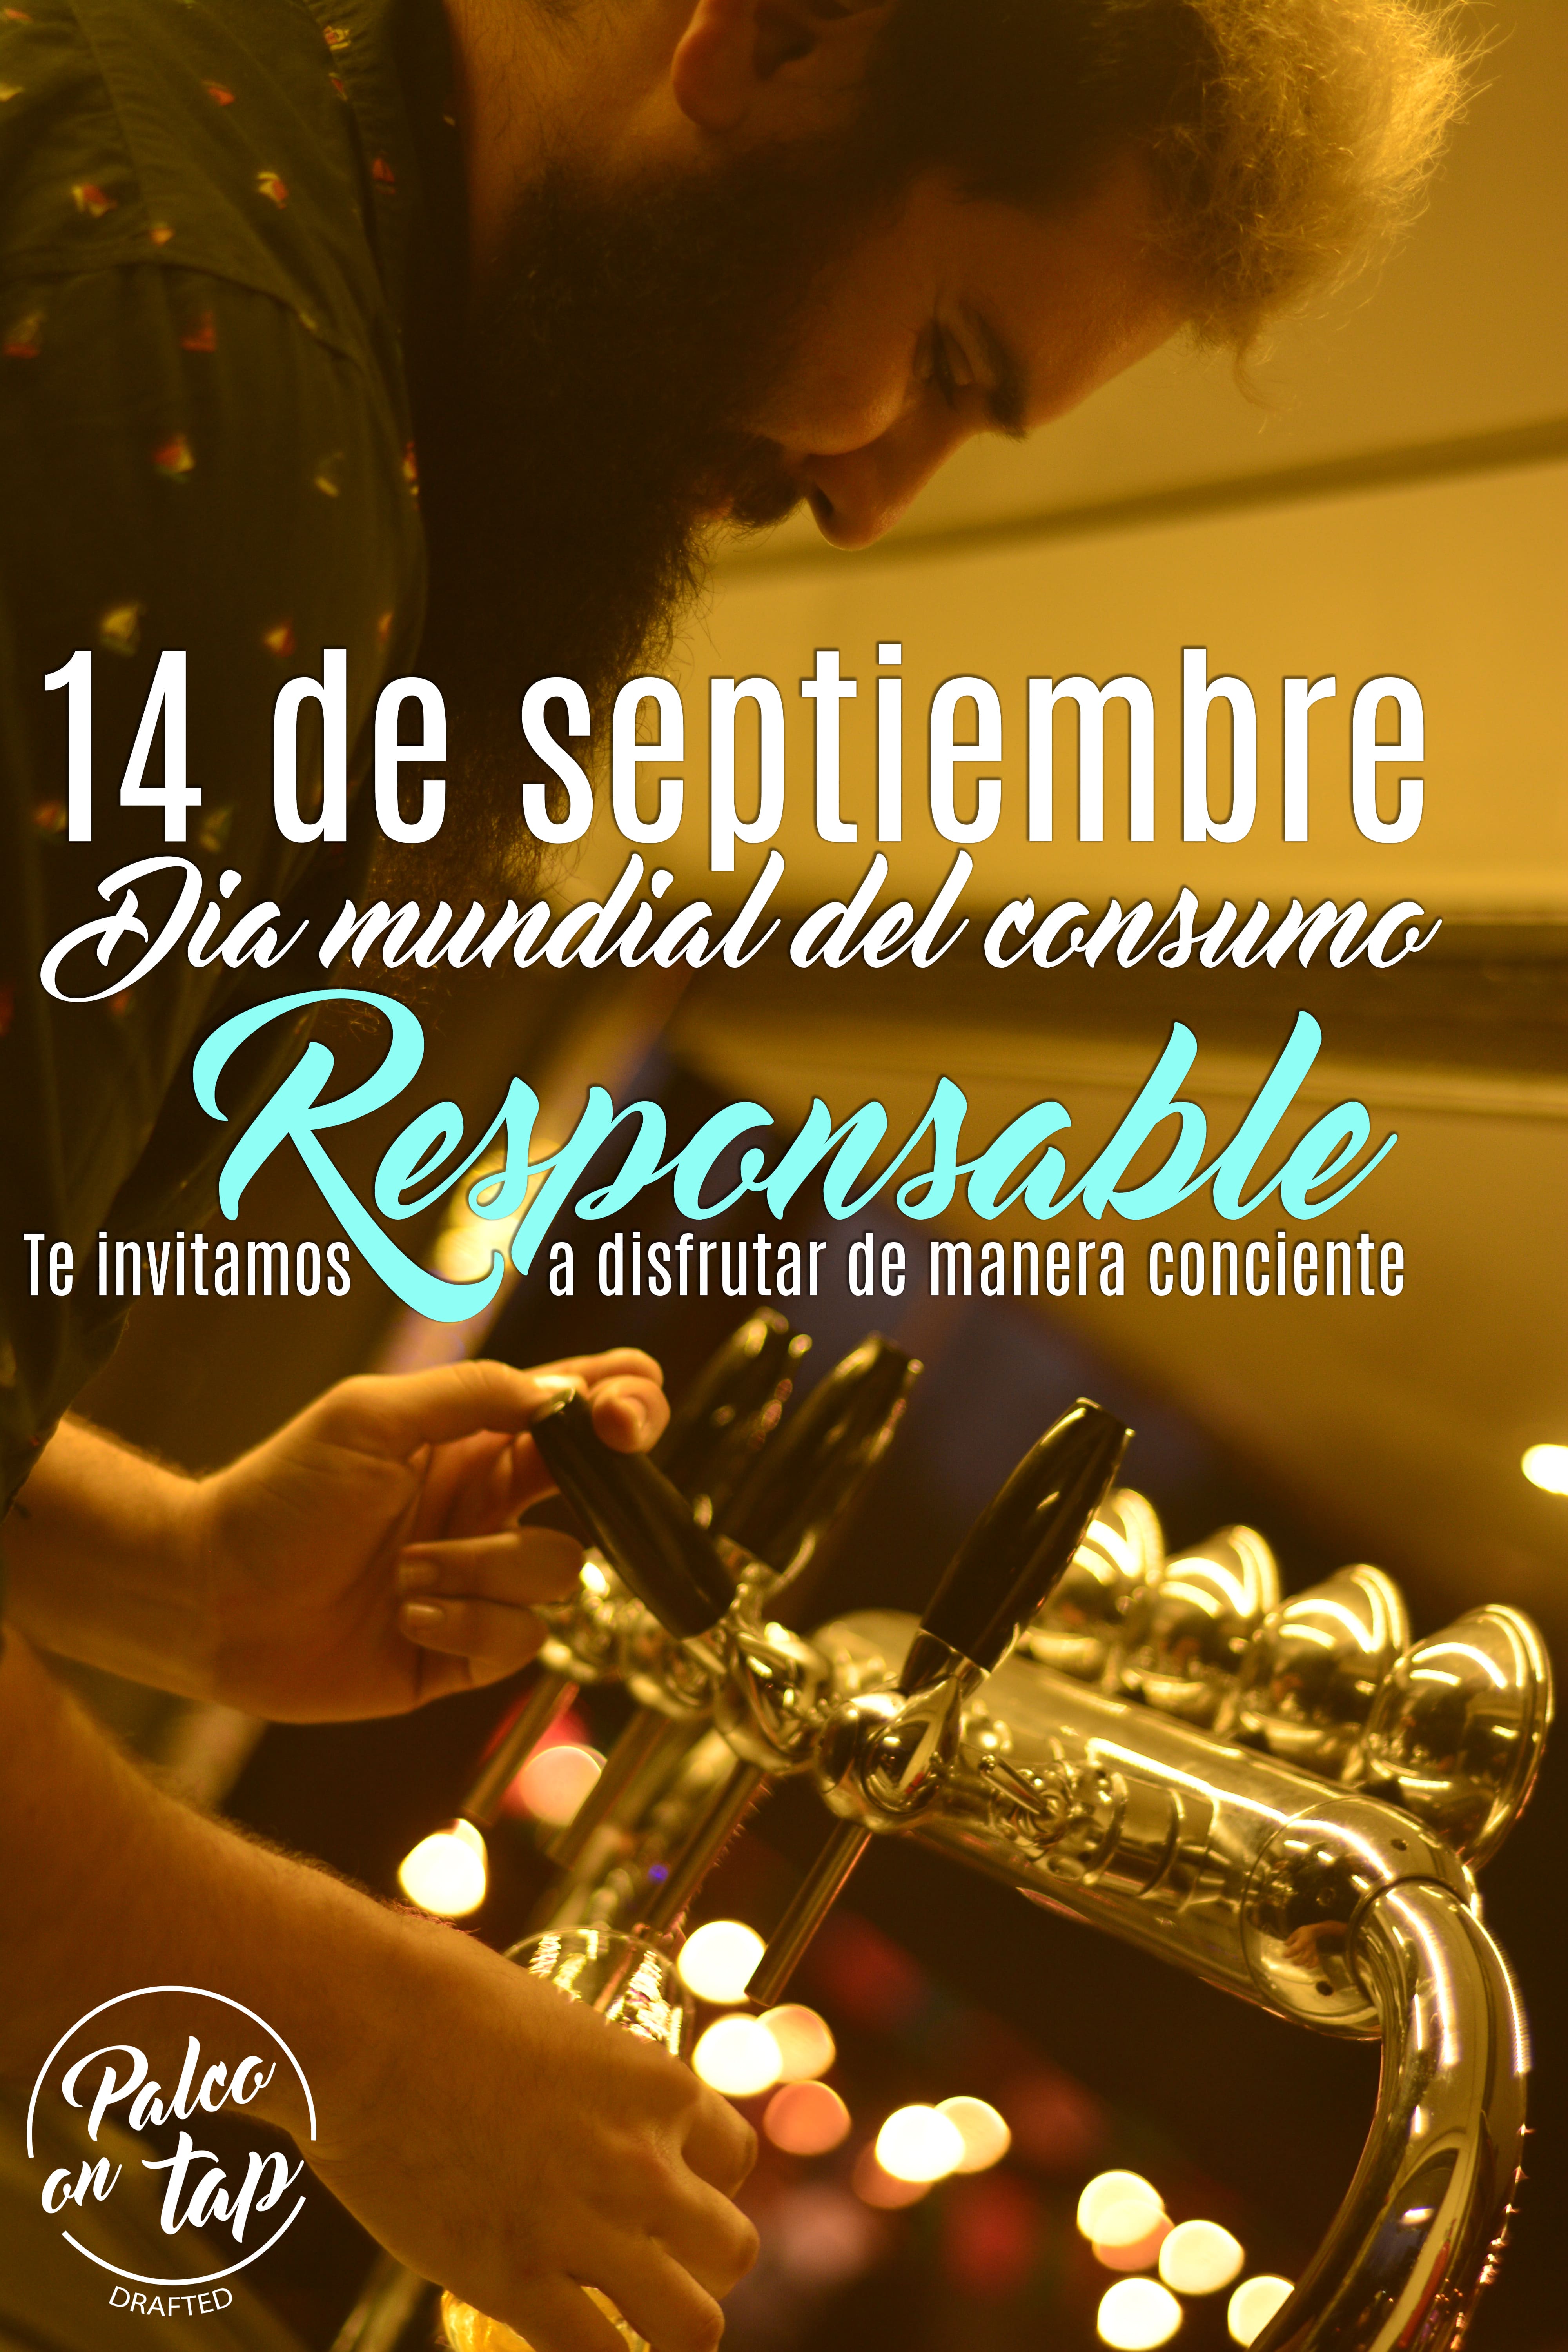 14 de septiembre
Dia mundial del consumo
Responsable
Te invitamos a disfrutar de manera conciente
Palco
on tap
DRAFTED